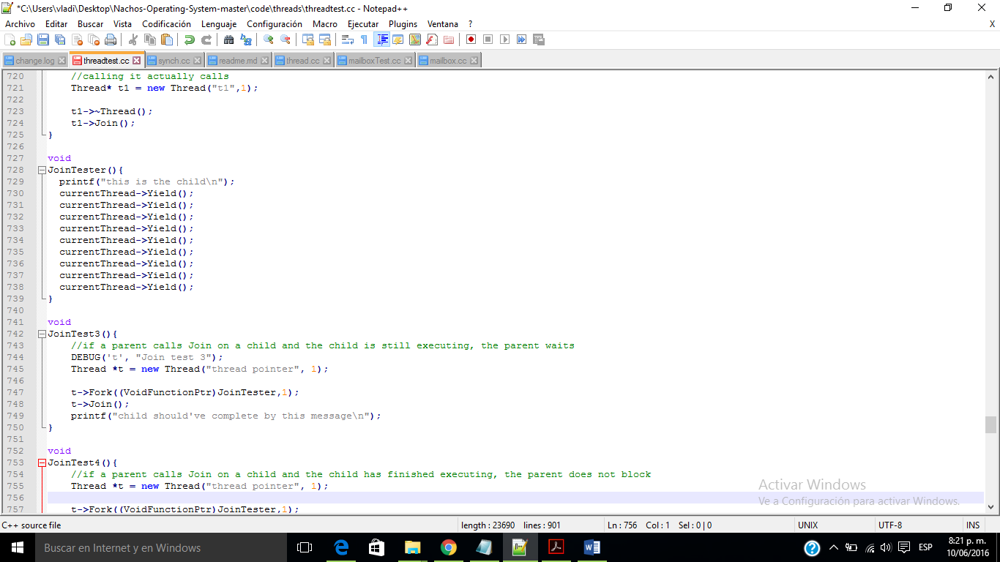 *C:\Users\vladi\Desktop\Nachos-Operating-System-master\code\threads\threadtest.cc - Notepad++
Archivo Editar Buscar Vista Codificación Lenguaje Configuración Macro Ejecutar Plugins Ventana ? X
change.log threadtest.cc synch.cc readme.md thread.cc mailboxTest.cc mailbox.cc
720 //calling it actually calls
721 Thread* t1 = new Thread("t1",1);
722
723 t1->~Thread();
724 t1->Join();
725 }
726
727 void
728 JoinTester(){
729 printf("this is the child\n");
730 currentThread->Yield();
731 currentThread->Yield();
732 currentThread->Yield();
733 currentThread->Yield();
734 currentThread->Yield();
735 currentThread->Yield();
736 currentThread->Yield();
737 currentThread->Yield();
738 currentThread->Yield();
739 }
740
741 void
742 JoinTest3(){
743 //if a parent calls Join on a child and the child is still executing, the parent waits
744 DEBUG('t', "Join test 3");
745 Thread *t = new Thread("thread pointer", 1);
746
747 t->Fork((VoidFunctionPtr)JoinTester,1);
748 t->Join();
749 printf("child should've complete by this message\n");
750 }
751
752 void
753 JoinTest4(){
754 //if a parent calls Join on a child and the child has finished executing, the parent does not block
755 Thread *t = new Thread("thread pointer", 1);
756
757 t->Fork((VoidFunctionPtr)JoinTester,1);
Activar Windows
Ve a Configuración para activar Windows.
C++ source file length : 23690 lines : 901 Ln : 756 Col : 1 Sel : 0 | 0 UNIX UTF-8 INS
Buscar en Internet y en Windows
ESP
8:21 p. m.
10/06/2016